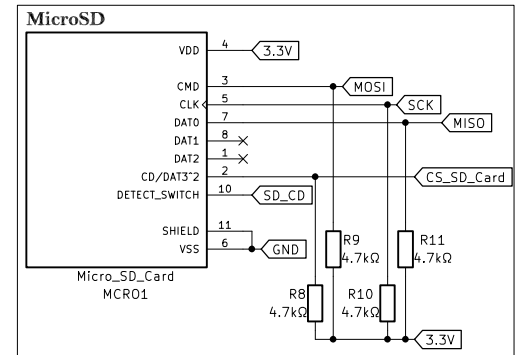 MicroSD
VDD 4 3.3V
CMD 3 MOSI
CLK 5 SCK
DAT0 7 MISO
DAT1 8
DAT2 1
CD/DAT3^2 2 CS_SD_Card
DETECT_SWITCH 10 SD_CD
SHIELD 11
VSS 6 GND
R9 R11
4.7kΩ 4.7kΩ
Micro_SD_Card
MCRO1
R8 R10
4.7kΩ 4.7kΩ
3.3V